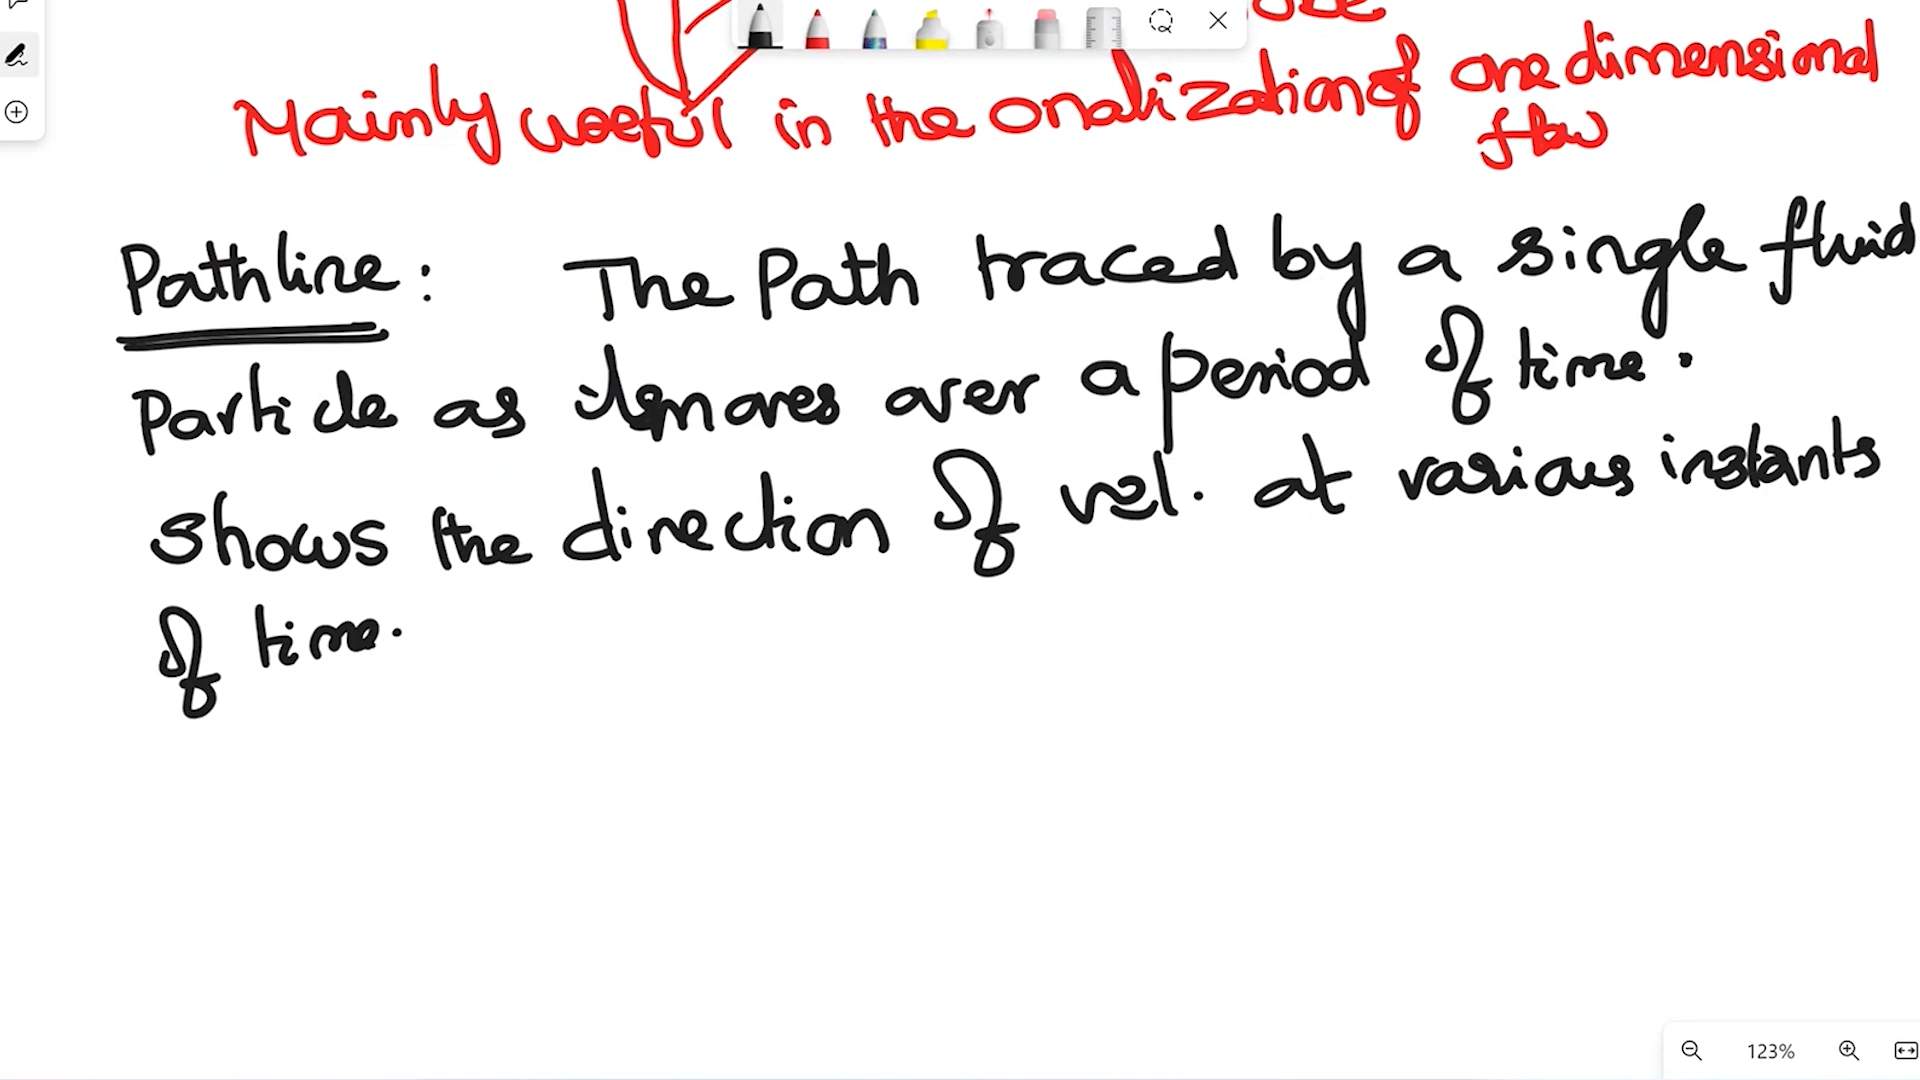 Mainly useful in the analization of one dimensional
flow
Pathline : The Path traced by a single fluid
Particle as it moves over a period of time.
shows the direction of vel. at various instants
of time.
123%